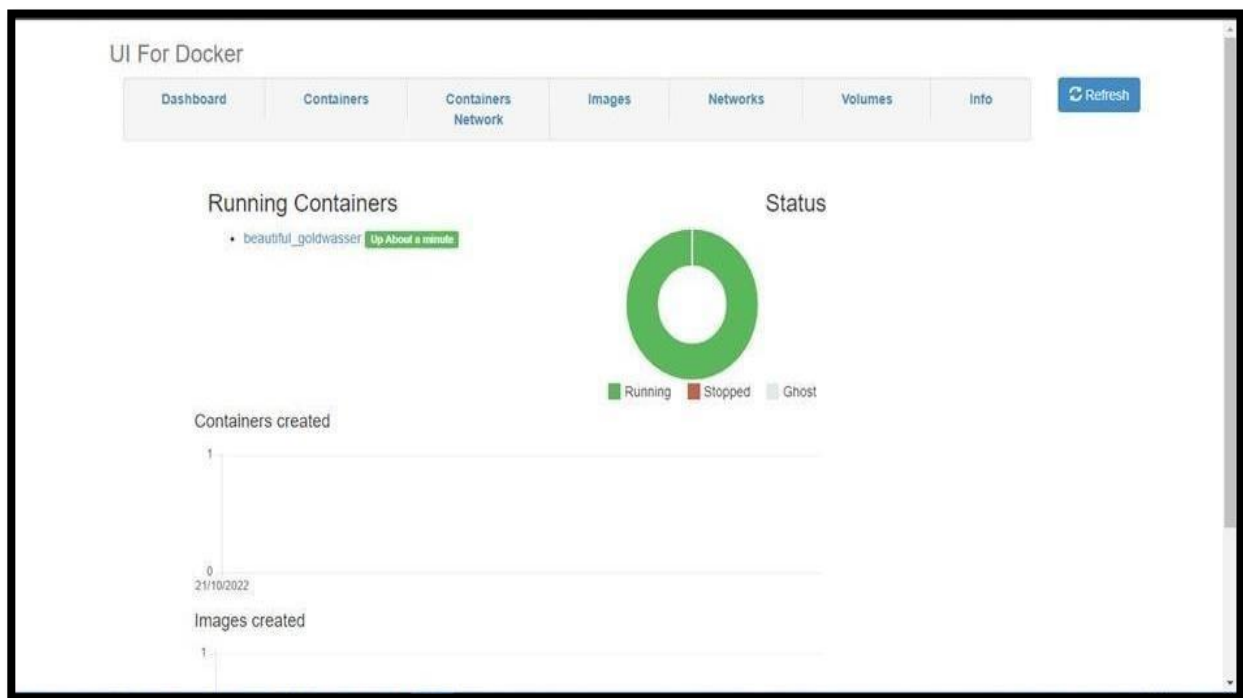 UI For Docker
Dashboard
Containers
Containers
Network
Images
Networks
Volumes
Info
Refresh
Running Containers
• beautiful_goldwasser Up About a minute
Status
Running Stopped Ghost
Containers created
1
0
21/10/2022
Images created
1